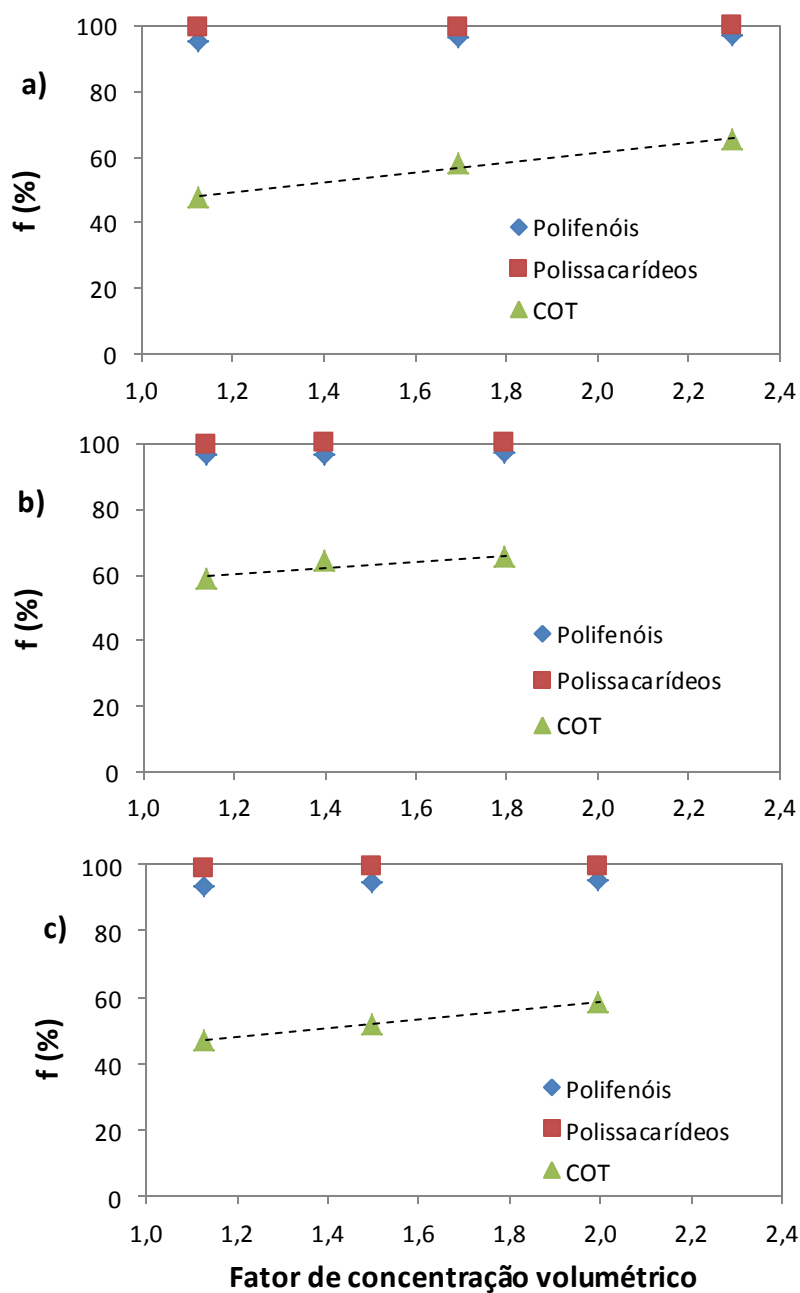 a)
f (%)
100
80
60
40
20
0
Polifenóis
Polissacarídeos
COT
1,0 1,2 1,4 1,6 1,8 2,0 2,2 2,4
b)
f (%)
100
80
60
40
20
0
Polifenóis
Polissacarídeos
COT
1,0 1,2 1,4 1,6 1,8 2,0 2,2 2,4
c)
f (%)
100
80
60
40
20
0
Polifenóis
Polissacarídeos
COT
1,0 1,2 1,4 1,6 1,8 2,0 2,2 2,4
Fator de concentração volumétrico